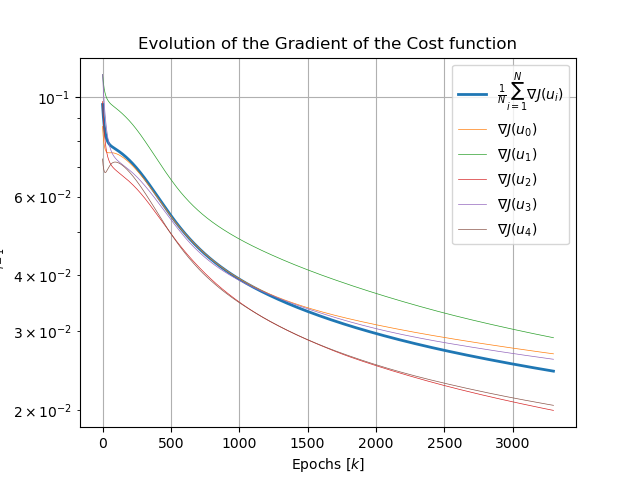 Evolution of the Gradient of the Cost function
10⁻¹
6 × 10⁻²
4 × 10⁻²
3 × 10⁻²
2 × 10⁻²
0 500 1000 1500 2000 2500 3000
Epochs [k]
1/N ∑_{i=1}^{N} ∇J(u_i)
∇J(u₀)
∇J(u₁)
∇J(u₂)
∇J(u₃)
∇J(u₄)